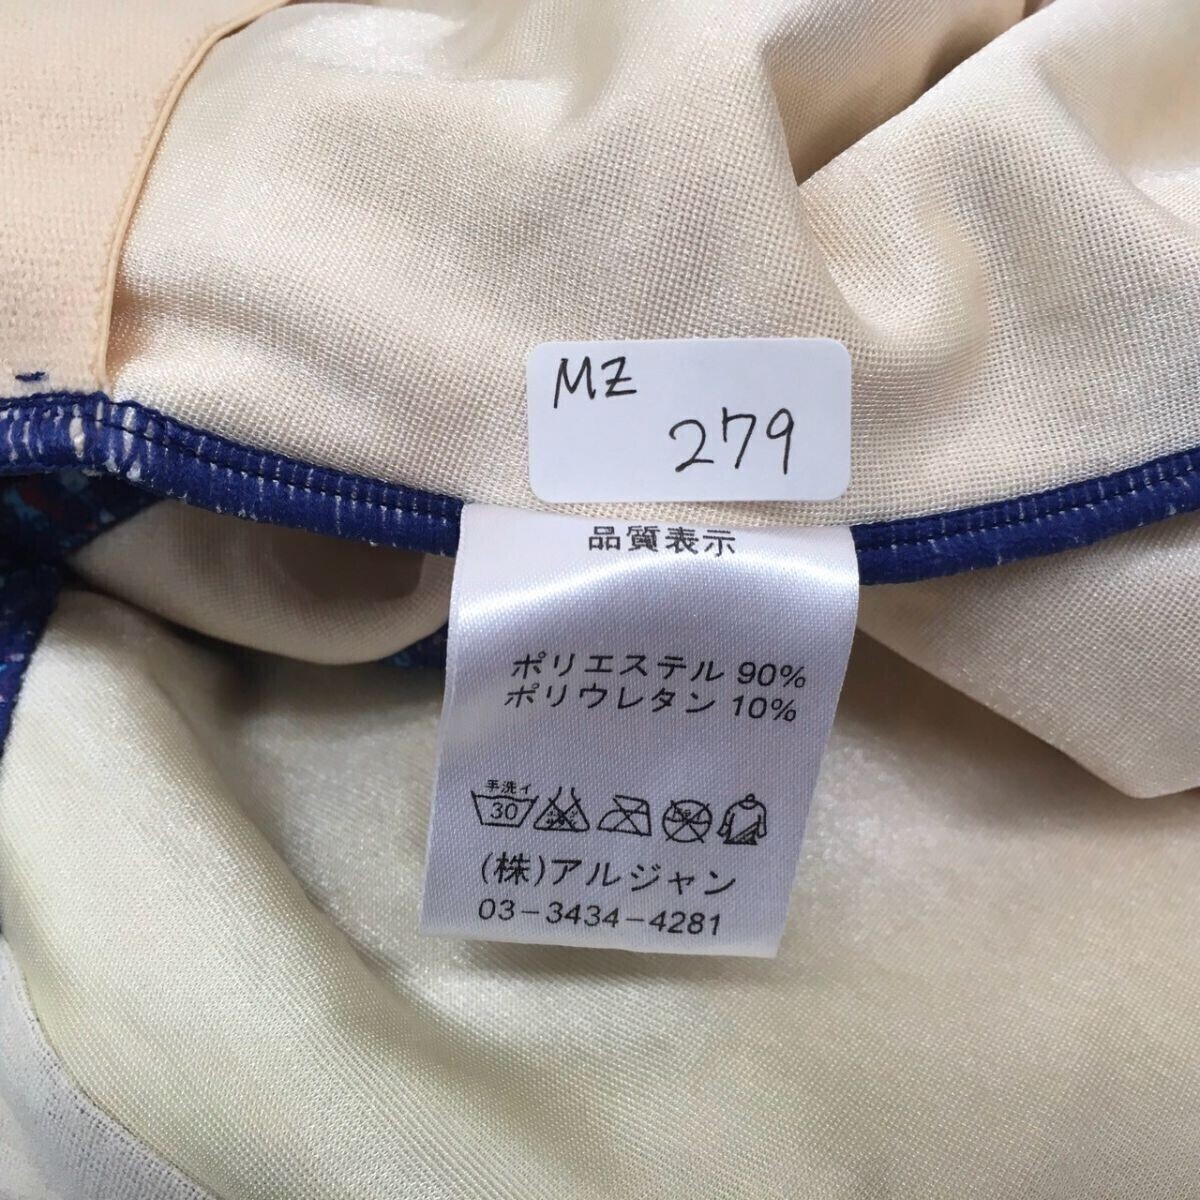 MZ
279
品質表示
ポリエステル 90%
ポリウレタン 10%
手洗イ
30
(株)アルジャン
03-3434-4281